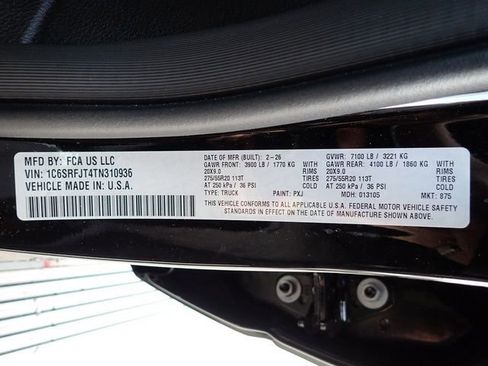 MFD BY: FCA US LLC
VIN: 1C6SRFJT4TN310936
VEHICLE MADE IN U.S.A.
DATE OF MFR (BUILT) 2-26 GVWR: 7100 LB / 3221 KG
GAWR FRONT: 3900 LB / 1770 KG WITH GAWR REAR: 4100 LB / 1860 KG WITH
20X9.0 RIMS 20X9.0 RIMS
275/55R20 113T TIRES 275/55R20 113T TIRES
AT 250 kPa / 36 PSI AT 250 kPa / 36 PSI
TYPE: TRUCK PAINT: PXJ MDH: 013105 MKT: 875
THIS VEHICLE CONFORMS TO ALL APPLICABLE U.S.A. FEDERAL MOTOR VEHICLE SAFETY
STANDARDS IN EFFECT ON THE DATE OF MANUFACTURE SHOWN ABOVE